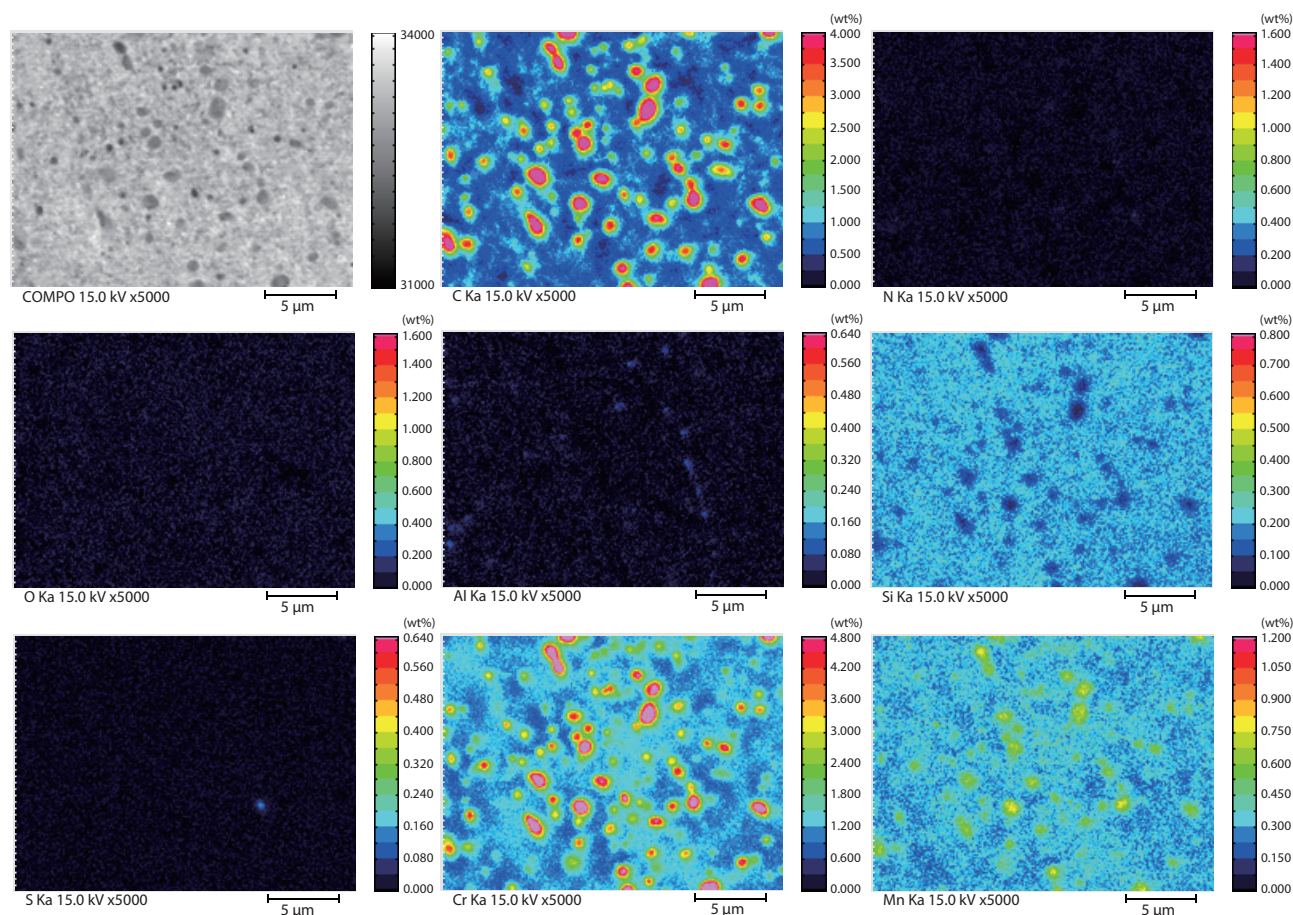 (wt%)
(wt%)
34000
31000
COMPO 15.0 kV x5000
5 µm
4.000
3.500
3.000
2.500
2.000
1.500
1.000
0.500
0.000
C Ka 15.0 kV x5000
5 µm
1.600
1.400
1.200
1.000
0.800
0.600
0.400
0.200
0.000
N Ka 15.0 kV x5000
5 µm
(wt%)
1.600
1.400
1.200
1.000
0.800
0.600
0.400
0.200
0.000
O Ka 15.0 kV x5000
5 µm
(wt%)
0.640
0.560
0.480
0.400
0.320
0.240
0.160
0.080
0.000
Al Ka 15.0 kV x5000
5 µm
(wt%)
0.800
0.700
0.600
0.500
0.400
0.300
0.200
0.100
0.000
Si Ka 15.0 kV x5000
5 µm
(wt%)
0.640
0.560
0.480
0.400
0.320
0.240
0.160
0.080
0.000
S Ka 15.0 kV x5000
5 µm
(wt%)
4.800
4.200
3.600
3.000
2.400
1.800
1.200
0.600
0.000
Cr Ka 15.0 kV x5000
5 µm
(wt%)
1.200
1.050
0.900
0.750
0.600
0.450
0.300
0.150
0.000
Mn Ka 15.0 kV x5000
5 µm